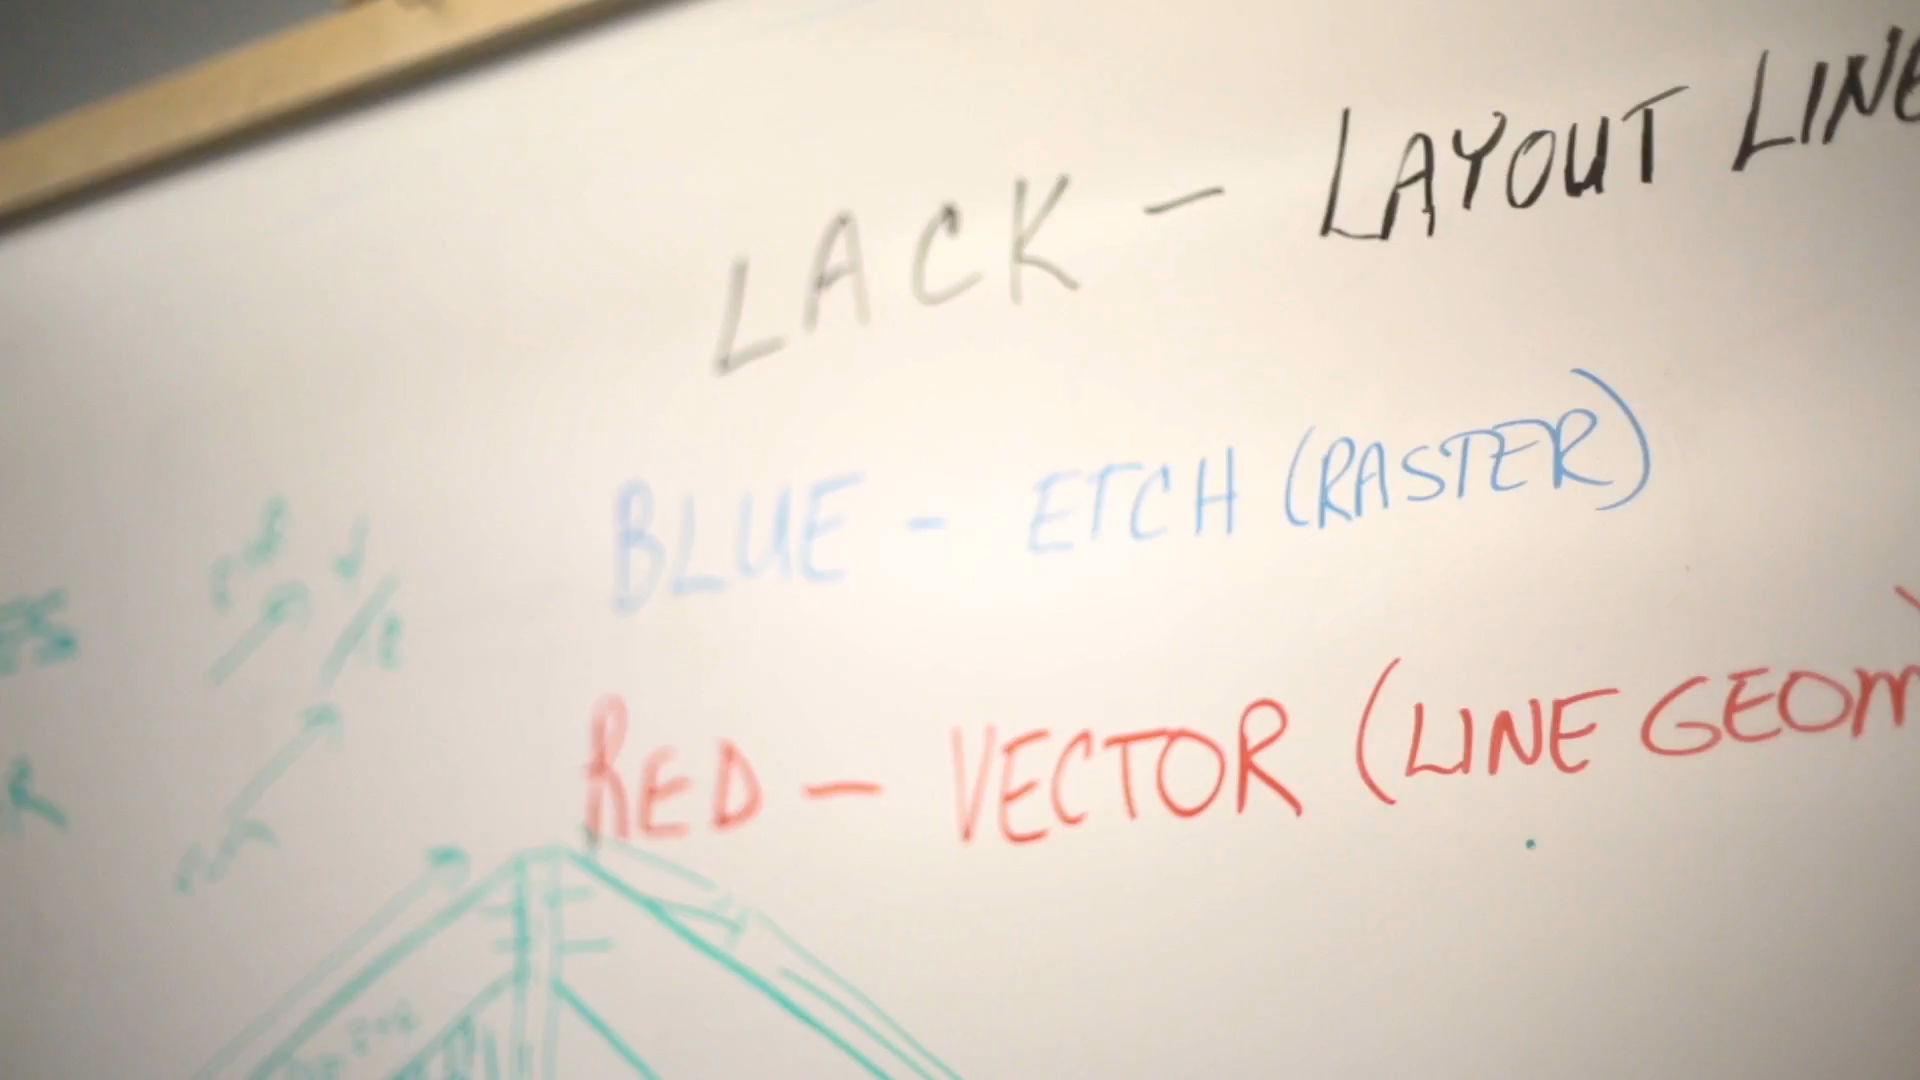 LACK - LAYOUT LINE
BLUE - ETCH (RASTER)
RED - VECTOR (LINE GEOM